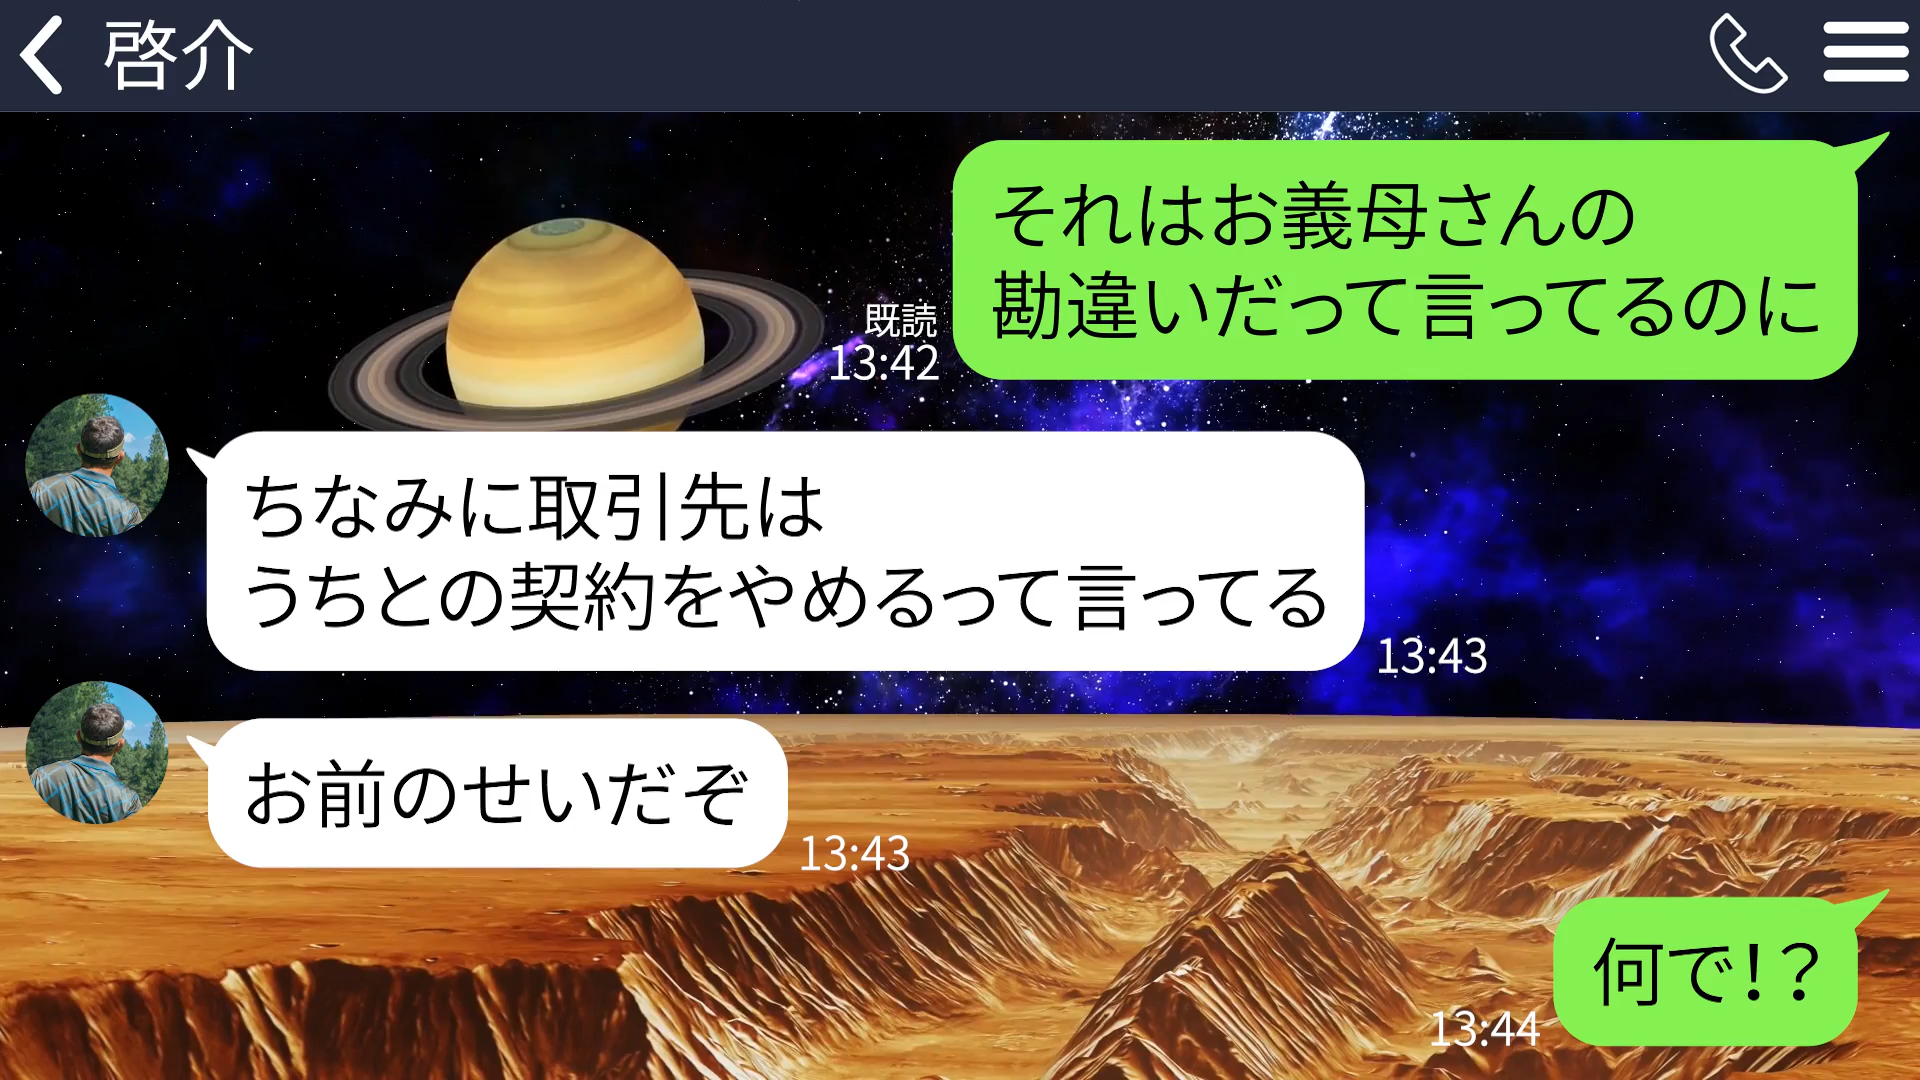 啓介
それはお義母さんの
勘違いだって言ってるのに
既読
13:42
ちなみに取引先は
うちとの契約をやめるって言ってる
13:43
お前のせいだぞ
13:43
何で！？
13:44